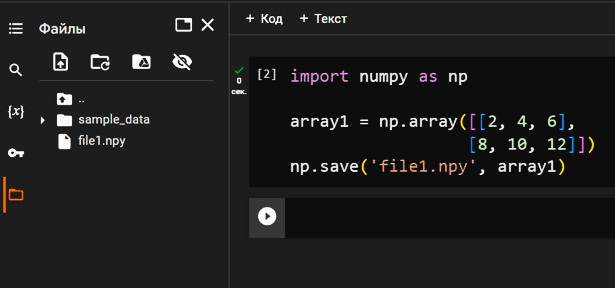 Файлы
..
sample_data
file1.npy
{x}
+ Код + Текст
0
сек.
[2] import numpy as np
array1 = np.array([[2, 4, 6],
[8, 10, 12]])
np.save('file1.npy', array1)